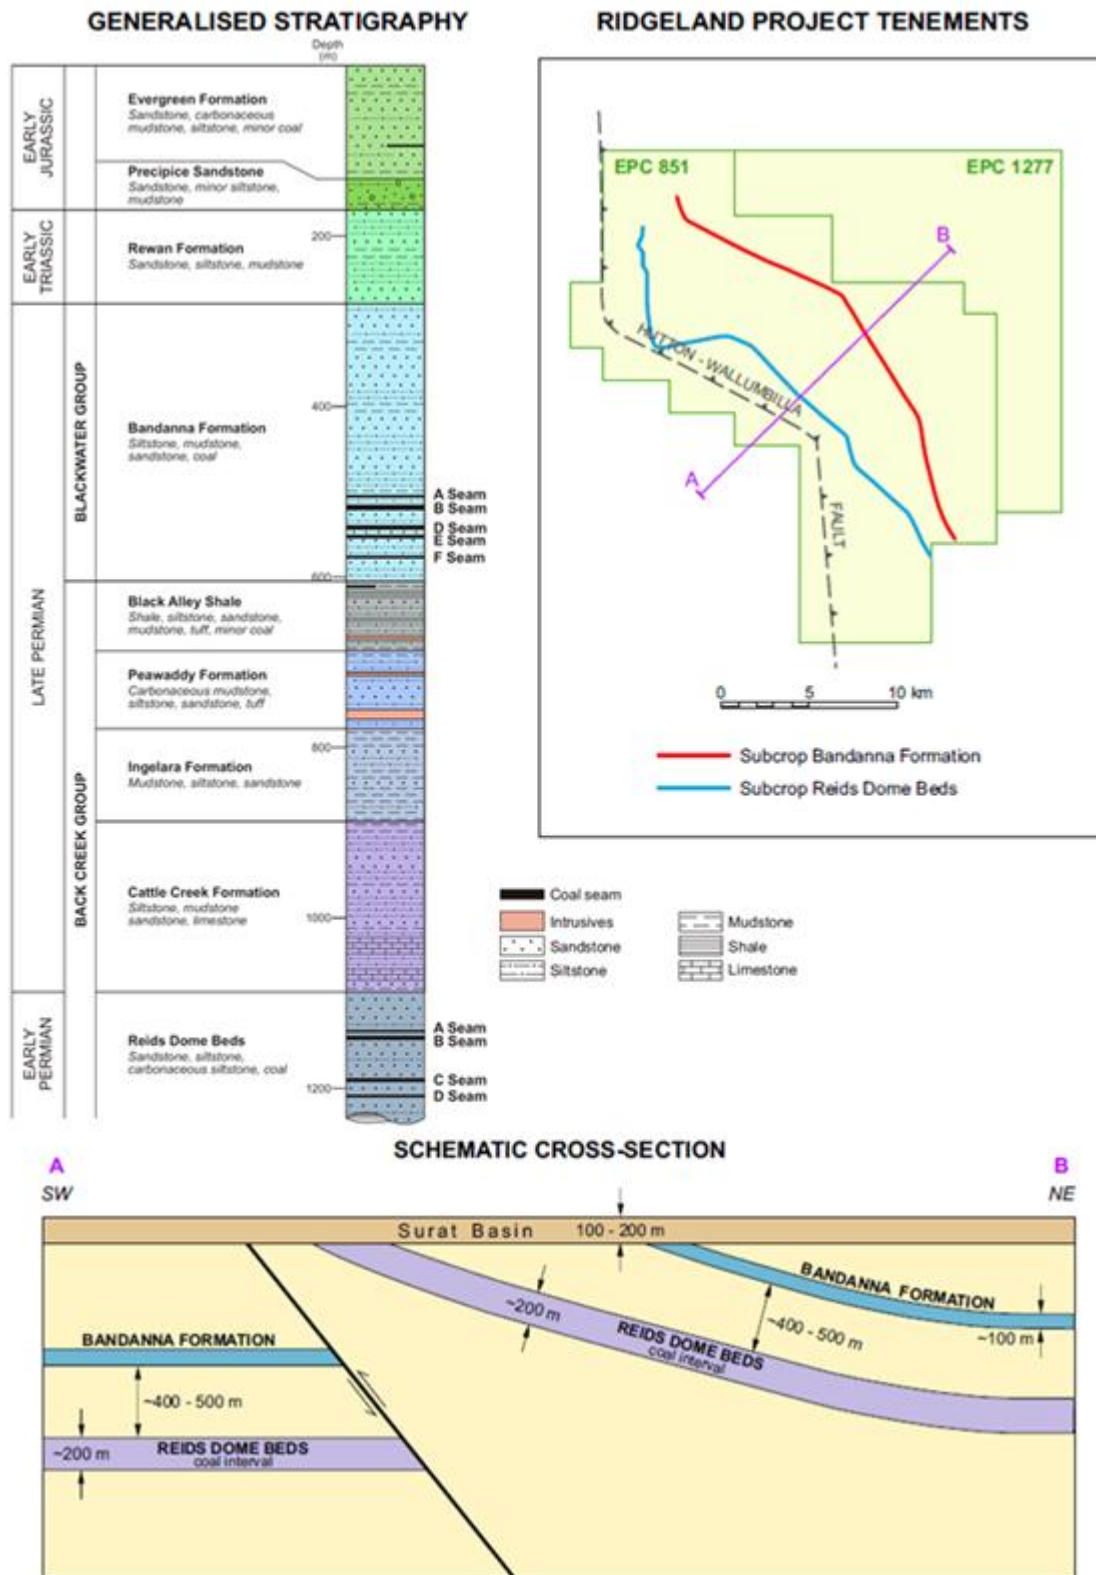 GENERALISED STRATIGRAPHY
Depth
(m)
EARLY
JURASSIC
Evergreen Formation
Sandstone, carbonaceous
mudstone, siltstone, minor coal
Precipice Sandstone
Sandstone, minor siltstone,
mudstone
EARLY
TRIASSIC
Rewan Formation
Sandstone, siltstone, mudstone
200
LATE PERMIAN
BLACKWATER GROUP
400
Bandanna Formation
Siltstone, mudstone,
sandstone, coal
A Seam
B Seam
D Seam
E Seam
F Seam
600
BACK CREEK GROUP
Black Alley Shale
Shale, siltstone, sandstone,
mudstone, tuff, minor coal
Peawaddy Formation
Carbonaceous mudstone,
siltstone, sandstone, tuff
800
Ingelara Formation
Mudstone, siltstone, sandstone
Cattle Creek Formation
Siltstone, mudstone
sandstone, limestone
1000
EARLY
PERMIAN
Reids Dome Beds
Sandstone, siltstone,
carbonaceous siltstone, coal
A Seam
B Seam
C Seam
1200
D Seam
RIDGELAND PROJECT TENEMENTS
EPC 851
EPC 1277
B
HUTTON - WALLUMBILLA
A
FAULT
0 5 10 km
Subcrop Bandanna Formation
Subcrop Reids Dome Beds
Coal seam
Intrusives
Sandstone
Siltstone
Mudstone
Shale
Limestone
SCHEMATIC CROSS-SECTION
A
SW
B
NE
Surat Basin 100 - 200 m
BANDANNA FORMATION
~400 - 500 m
~200 m
REIDS DOME BEDS
coal interval
~200 m
REIDS DOME BEDS
coal interval
BANDANNA FORMATION
~400 - 500 m
~100 m